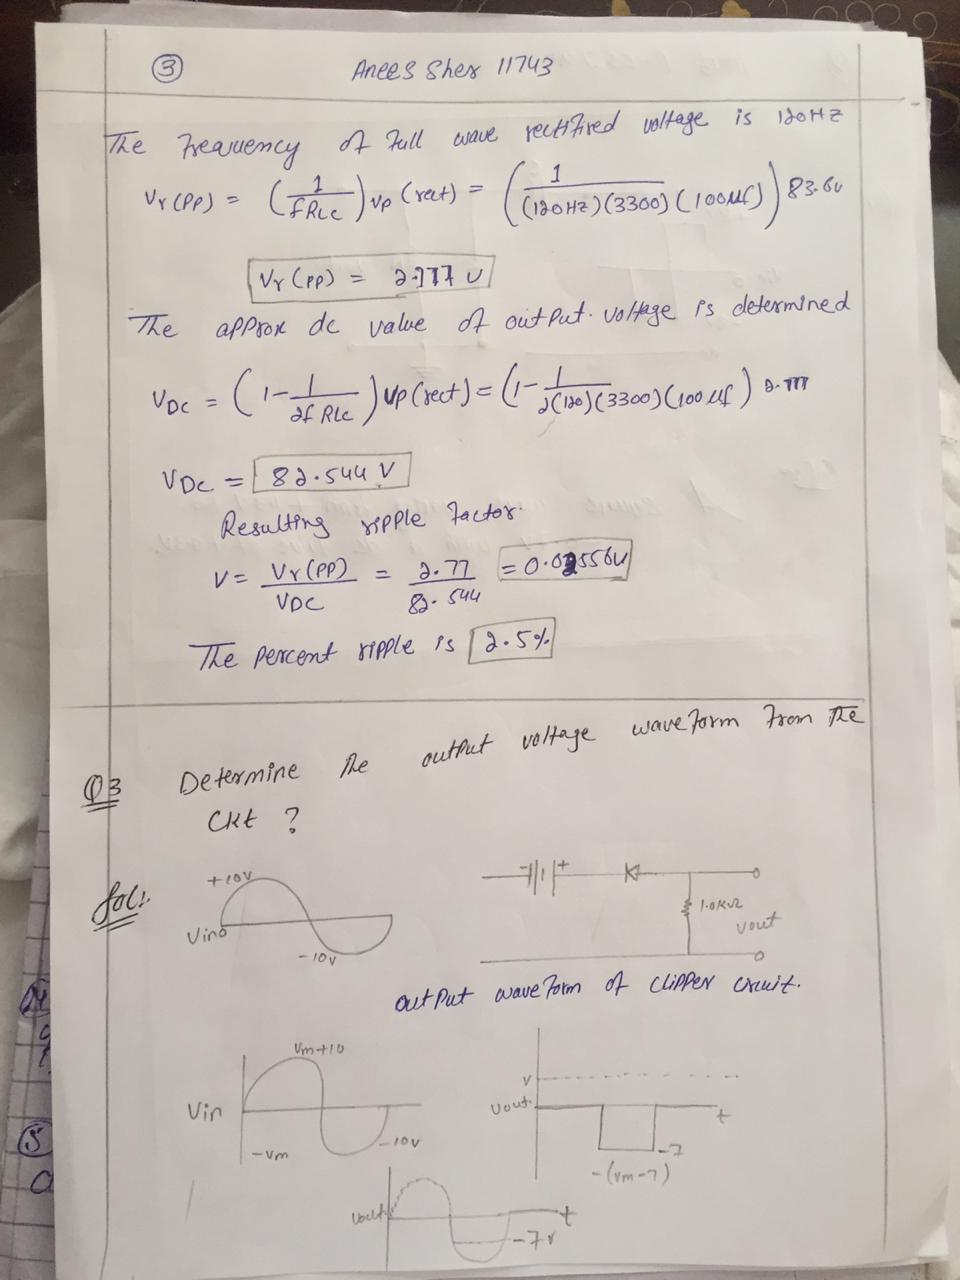 3
Anees Sher 11743
The Frequency of Full wave rectifired voltage is 120HZ
Vr (PP) = (1/fRLC) Vp (rect) = (1/(120HZ)(3300)(100µf)) 83.6V
Vr (PP) = 2.777 V
The approx dc value of output. voltage is determined
VDC = (1-1/2f RLC) Vp (rect) = (1-1/2(120)(3300)(100µf) 2.777
VDC = 82.544 V
Resulting ripple factor.
V = Vr(PP)/VDC = 2.77/82.544 = 0.02556V
The percent ripple is 2.5%
Q3 Determine the output voltage waveform from the
CKt ?
Sol:
+10V
Vin
-10V
- +
1.0KΩ
Vout
output waveform of clipper circuit.
Vm+10
Vin
-Vm
-10V
V
Vout
t
-7
-(Vm-7)
Vout
t
-7V